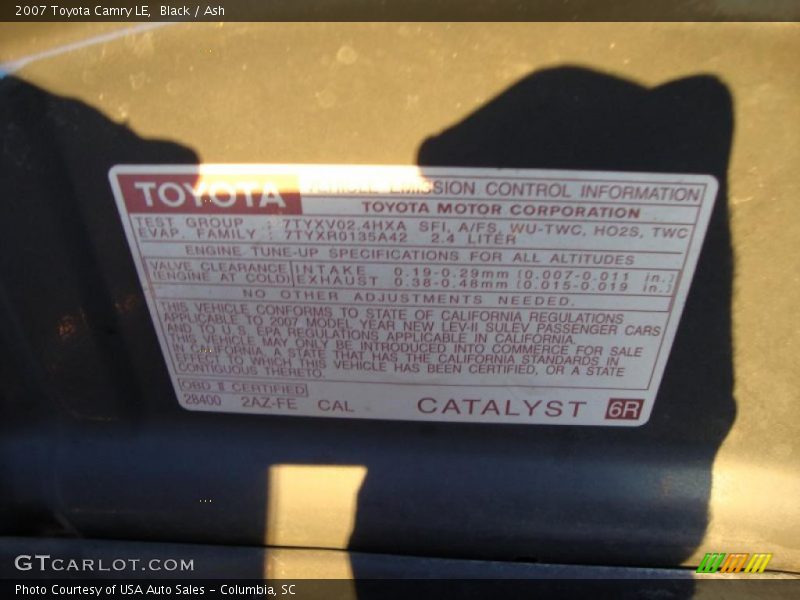 2007 Toyota Camry LE, Black / Ash
TOYOTA VEHICLE EMISSION CONTROL INFORMATION
TOYOTA MOTOR CORPORATION
TEST GROUP : 7TYXV02.4HXA SFI, A/FS, WU-TWC, HO2S, TWC
EVAP. FAMILY : 7TYXR0135A42 2.4 LITER
ENGINE TUNE-UP SPECIFICATIONS FOR ALL ALTITUDES
VALVE CLEARANCE INTAKE 0.19-0.29mm (0.007-0.011 in.)
(ENGINE AT COLD) EXHAUST 0.38-0.48mm (0.015-0.019 in.)
NO OTHER ADJUSTMENTS NEEDED.
THIS VEHICLE CONFORMS TO STATE OF CALIFORNIA REGULATIONS
APPLICABLE TO 2007 MODEL YEAR NEW LEV-II SULEV PASSENGER CARS
AND TO U.S. EPA REGULATIONS APPLICABLE IN CALIFORNIA.
THIS VEHICLE MAY ONLY BE INTRODUCED INTO COMMERCE FOR SALE
IN CALIFORNIA, A STATE THAT HAS THE CALIFORNIA STANDARDS IN
EFFECT TO WHICH THIS VEHICLE HAS BEEN CERTIFIED, OR A STATE
CONTIGUOUS THERETO.
OBD II CERTIFIED
28400 2AZ-FE CAL CATALYST 6R
GTCARLOT.COM
Photo Courtesy of USA Auto Sales - Columbia, SC